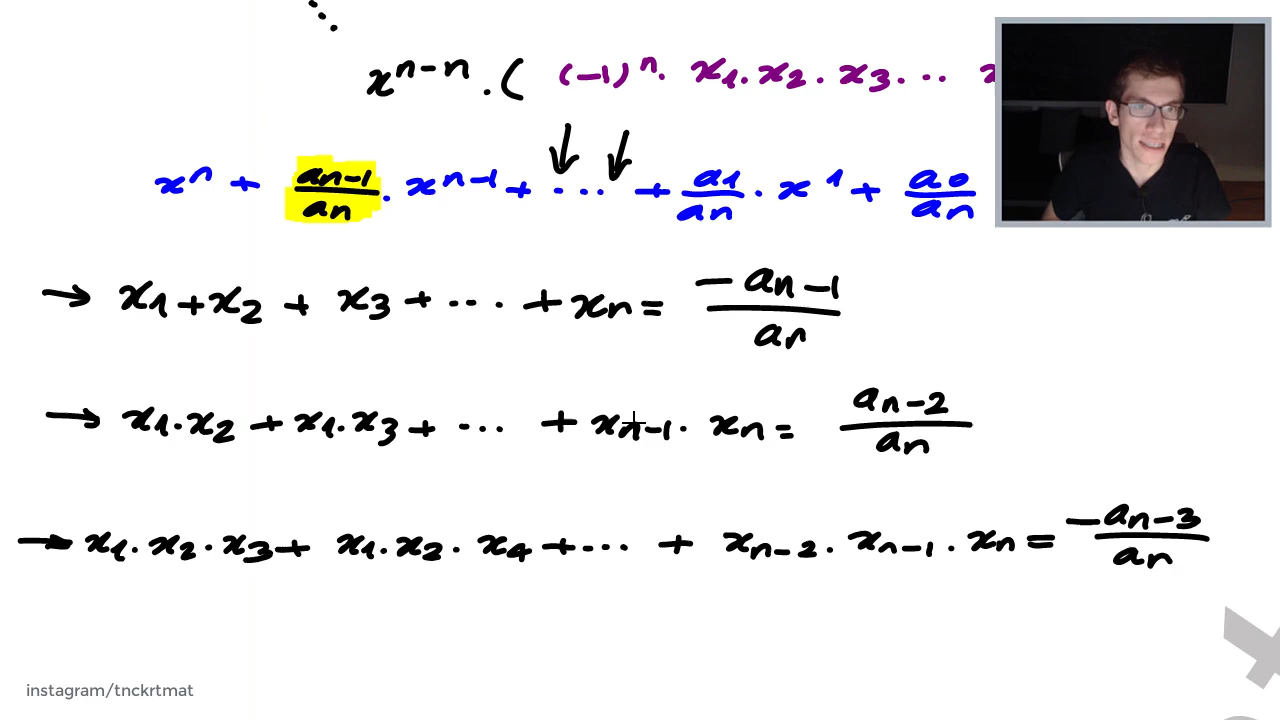 x^{n-n} . ( (-1)^n . x1 . x2 . x3 . ..
x^n + an-1/an . x^{n-1} + ... + a1/an . x^1 + a0/an
→ x1 + x2 + x3 + ... + xn = -an-1/an
→ x1 . x2 + x1 . x3 + ... + xn-1 . xn = an-2/an
→ x1 . x2 . x3 + x1 . x2 . x4 + ... + xn-2 . xn-1 . xn = -an-3/an
instagram/tnckrtmat